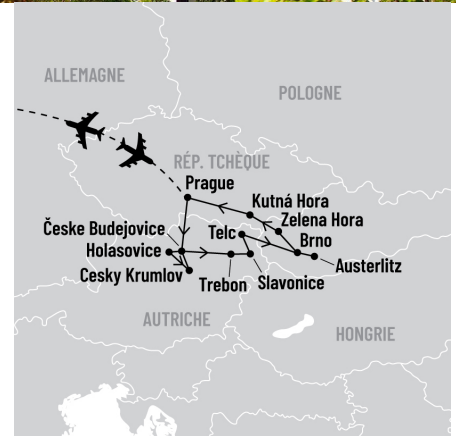 ALLEMAGNE
POLOGNE
RÉP. TCHÈQUE
Prague
Kutná Hora
Zelena Hora
Telc
Česke Budejovice
Brno
Holasovice
Austerlitz
Cesky Krumlov
Trebon
Slavonice
AUTRICHE
HONGRIE